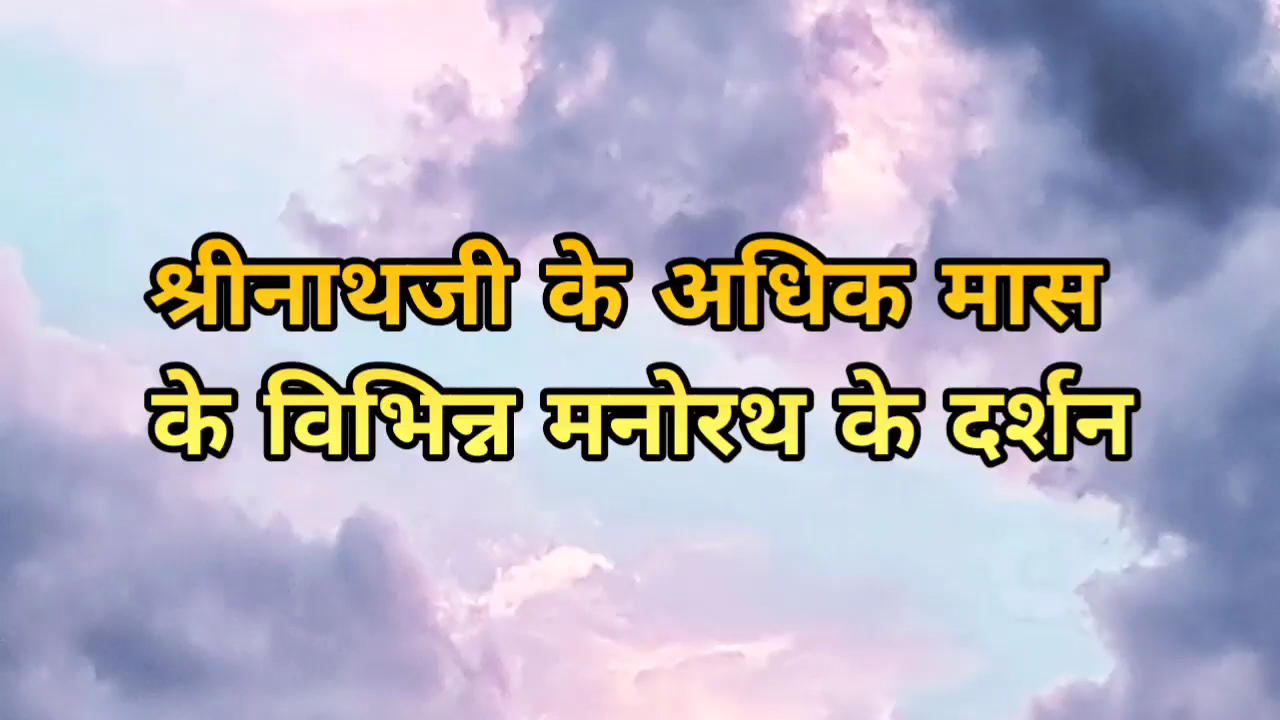 श्रीनाथजी के अधिक मास
के विभिन्न मनोरथ के दर्शन